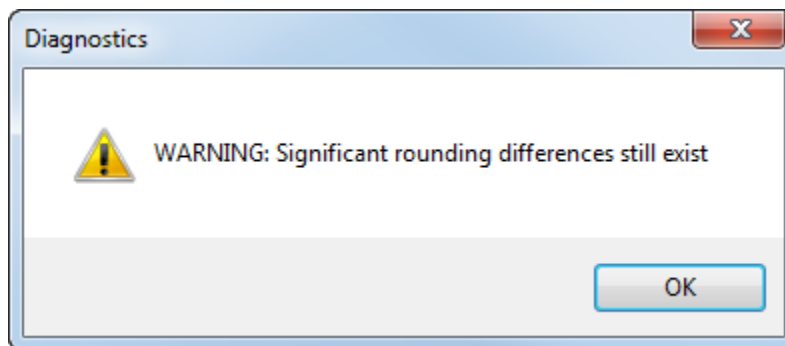 Diagnostics
WARNING: Significant rounding differences still exist
OK